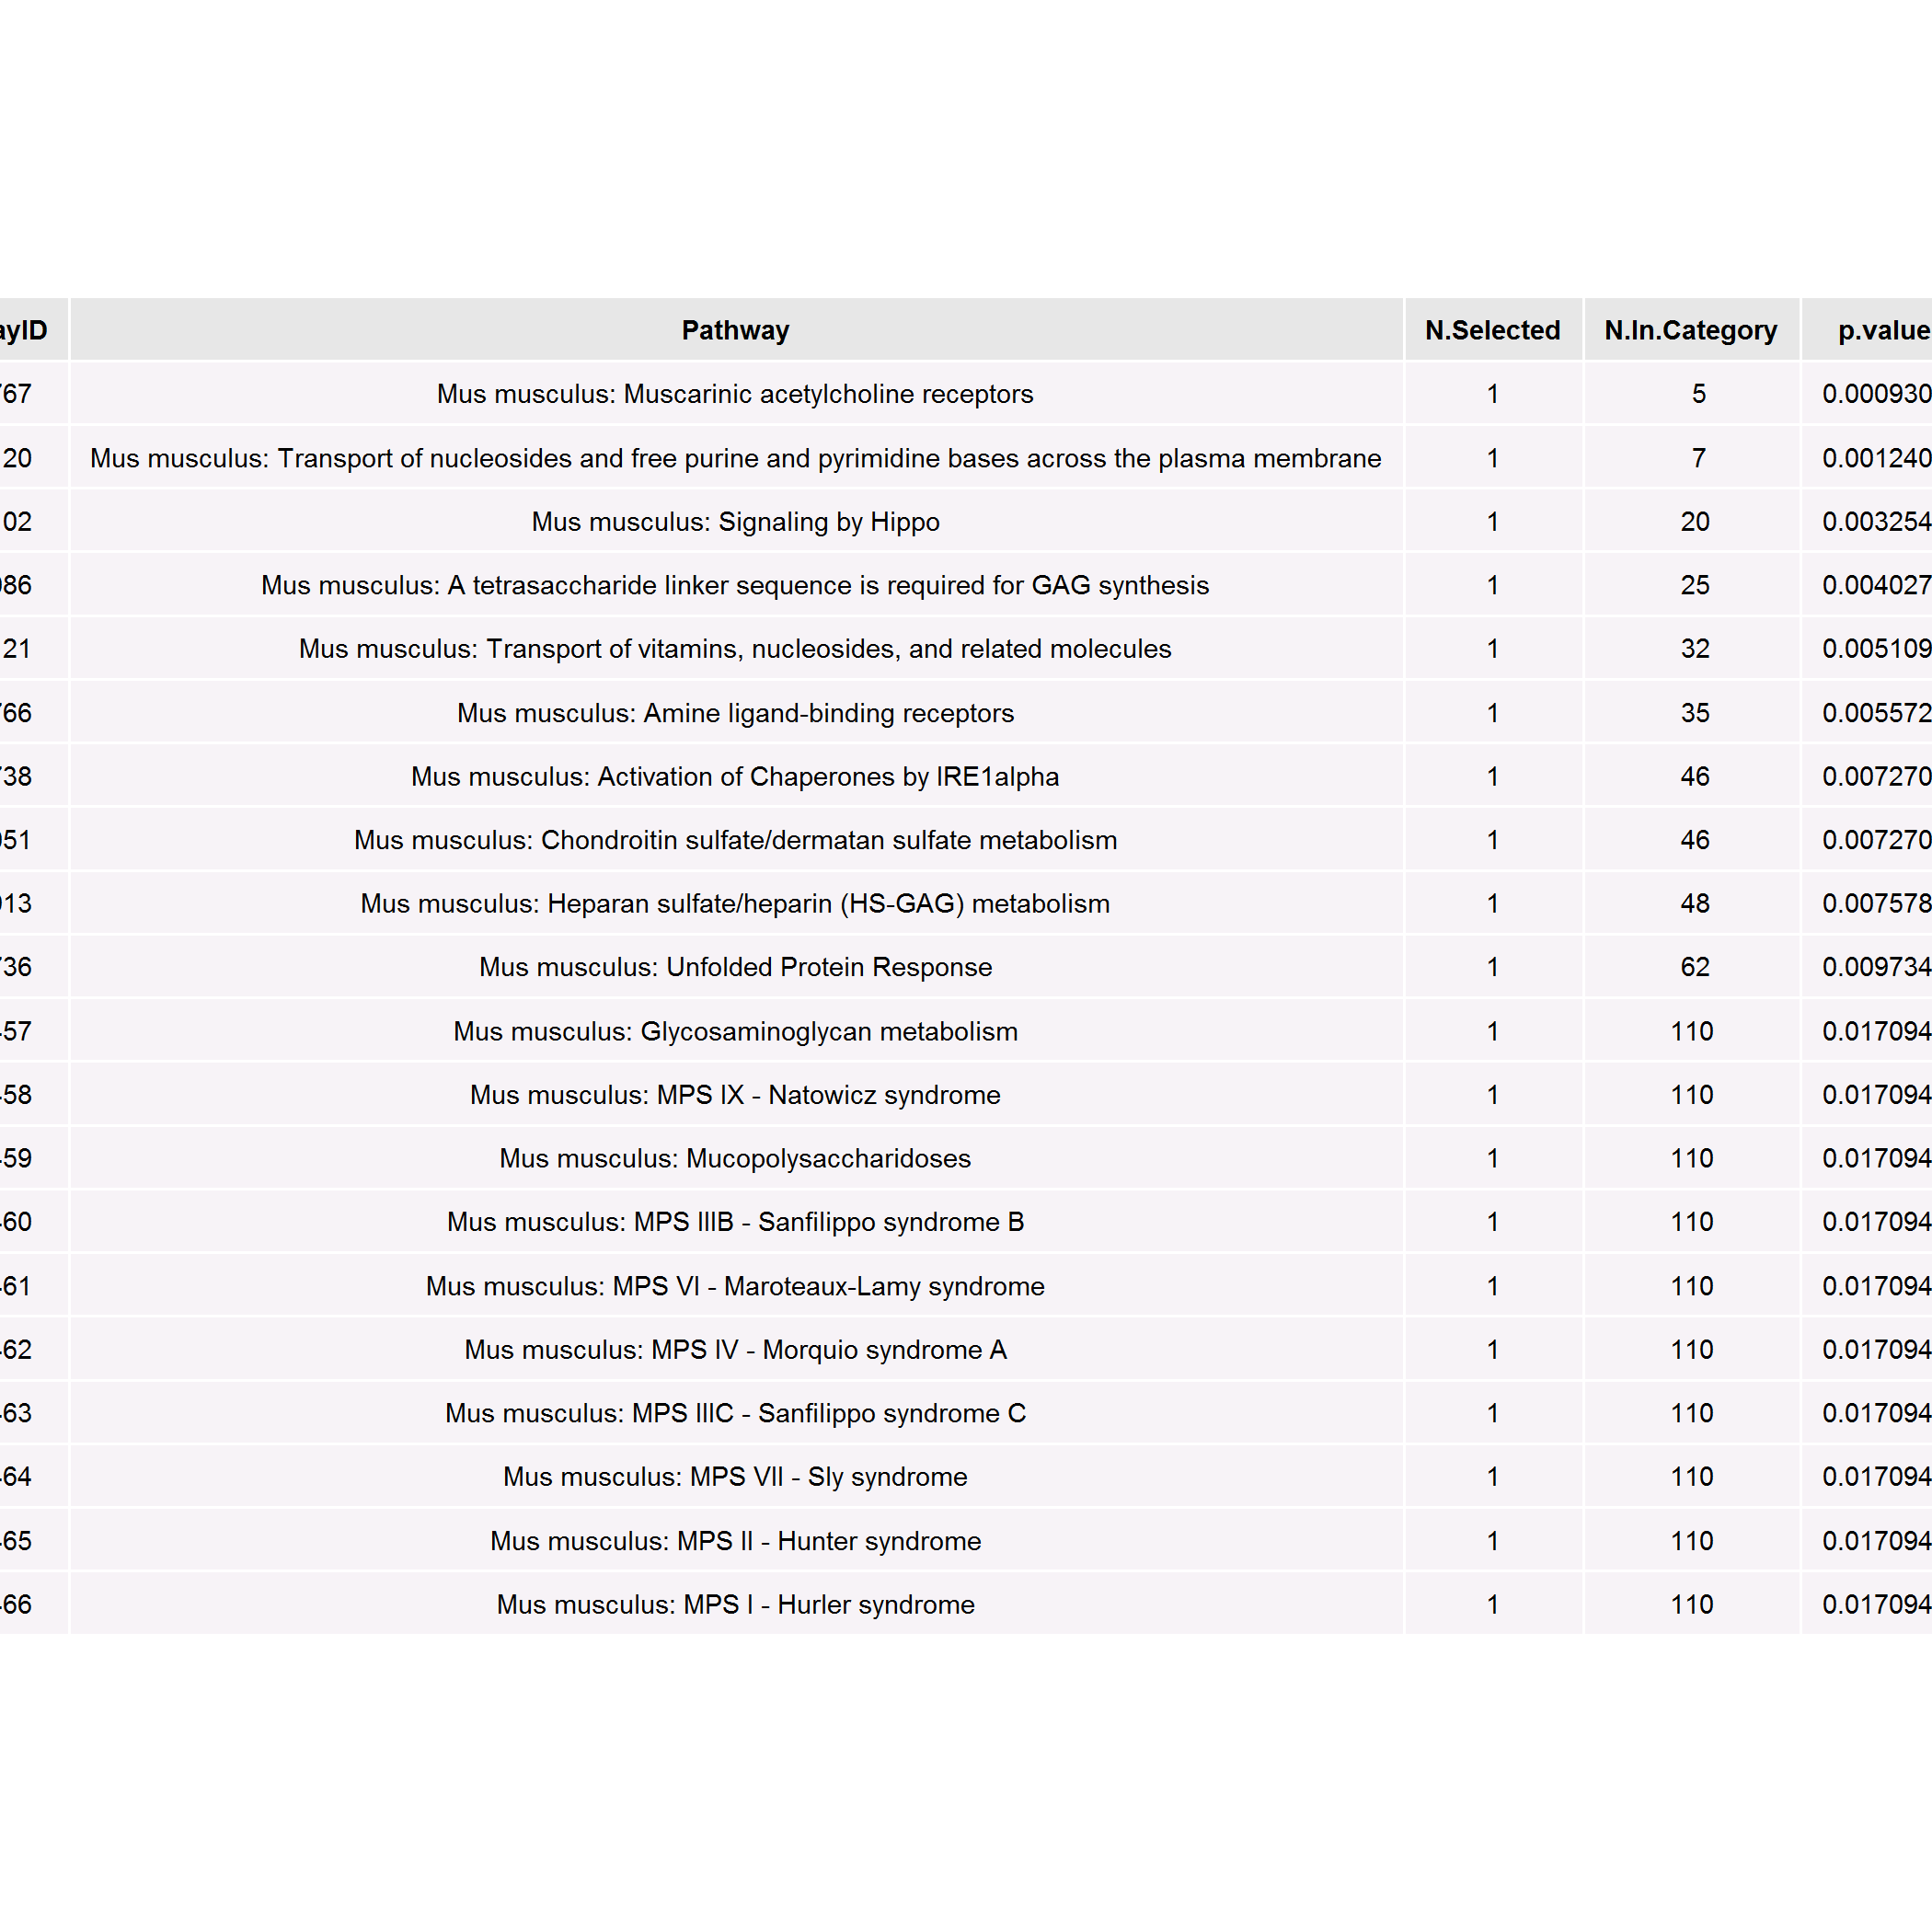 ayID Pathway N.Selected N.In.Category p.value
767 Mus musculus: Muscarinic acetylcholine receptors 1 5 0.000930
20 Mus musculus: Transport of nucleosides and free purine and pyrimidine bases across the plasma membrane 1 7 0.001240
02 Mus musculus: Signaling by Hippo 1 20 0.003254
986 Mus musculus: A tetrasaccharide linker sequence is required for GAG synthesis 1 25 0.004027
21 Mus musculus: Transport of vitamins, nucleosides, and related molecules 1 32 0.005109
766 Mus musculus: Amine ligand-binding receptors 1 35 0.005572
738 Mus musculus: Activation of Chaperones by IRE1alpha 1 46 0.007270
951 Mus musculus: Chondroitin sulfate/dermatan sulfate metabolism 1 46 0.007270
913 Mus musculus: Heparan sulfate/heparin (HS-GAG) metabolism 1 48 0.007578
736 Mus musculus: Unfolded Protein Response 1 62 0.009734
57 Mus musculus: Glycosaminoglycan metabolism 1 110 0.017094
58 Mus musculus: MPS IX - Natowicz syndrome 1 110 0.017094
59 Mus musculus: Mucopolysaccharidoses 1 110 0.017094
60 Mus musculus: MPS IIIB - Sanfilippo syndrome B 1 110 0.017094
61 Mus musculus: MPS VI - Maroteaux-Lamy syndrome 1 110 0.017094
62 Mus musculus: MPS IV - Morquio syndrome A 1 110 0.017094
63 Mus musculus: MPS IIIC - Sanfilippo syndrome C 1 110 0.017094
64 Mus musculus: MPS VII - Sly syndrome 1 110 0.017094
65 Mus musculus: MPS II - Hunter syndrome 1 110 0.017094
66 Mus musculus: MPS I - Hurler syndrome 1 110 0.017094